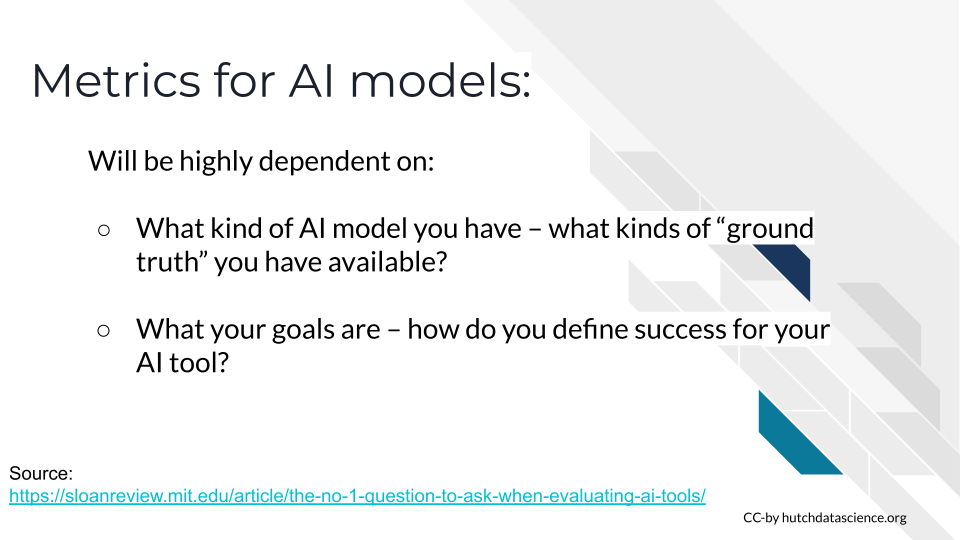 Metrics for AI models:
Will be highly dependent on:
○ What kind of AI model you have – what kinds of “ground
truth” you have available?
○ What your goals are – how do you define success for your
AI tool?
Source:
https://sloanreview.mit.edu/article/the-no-1-question-to-ask-when-evaluating-ai-tools/
CC-by hutchdatascience.org